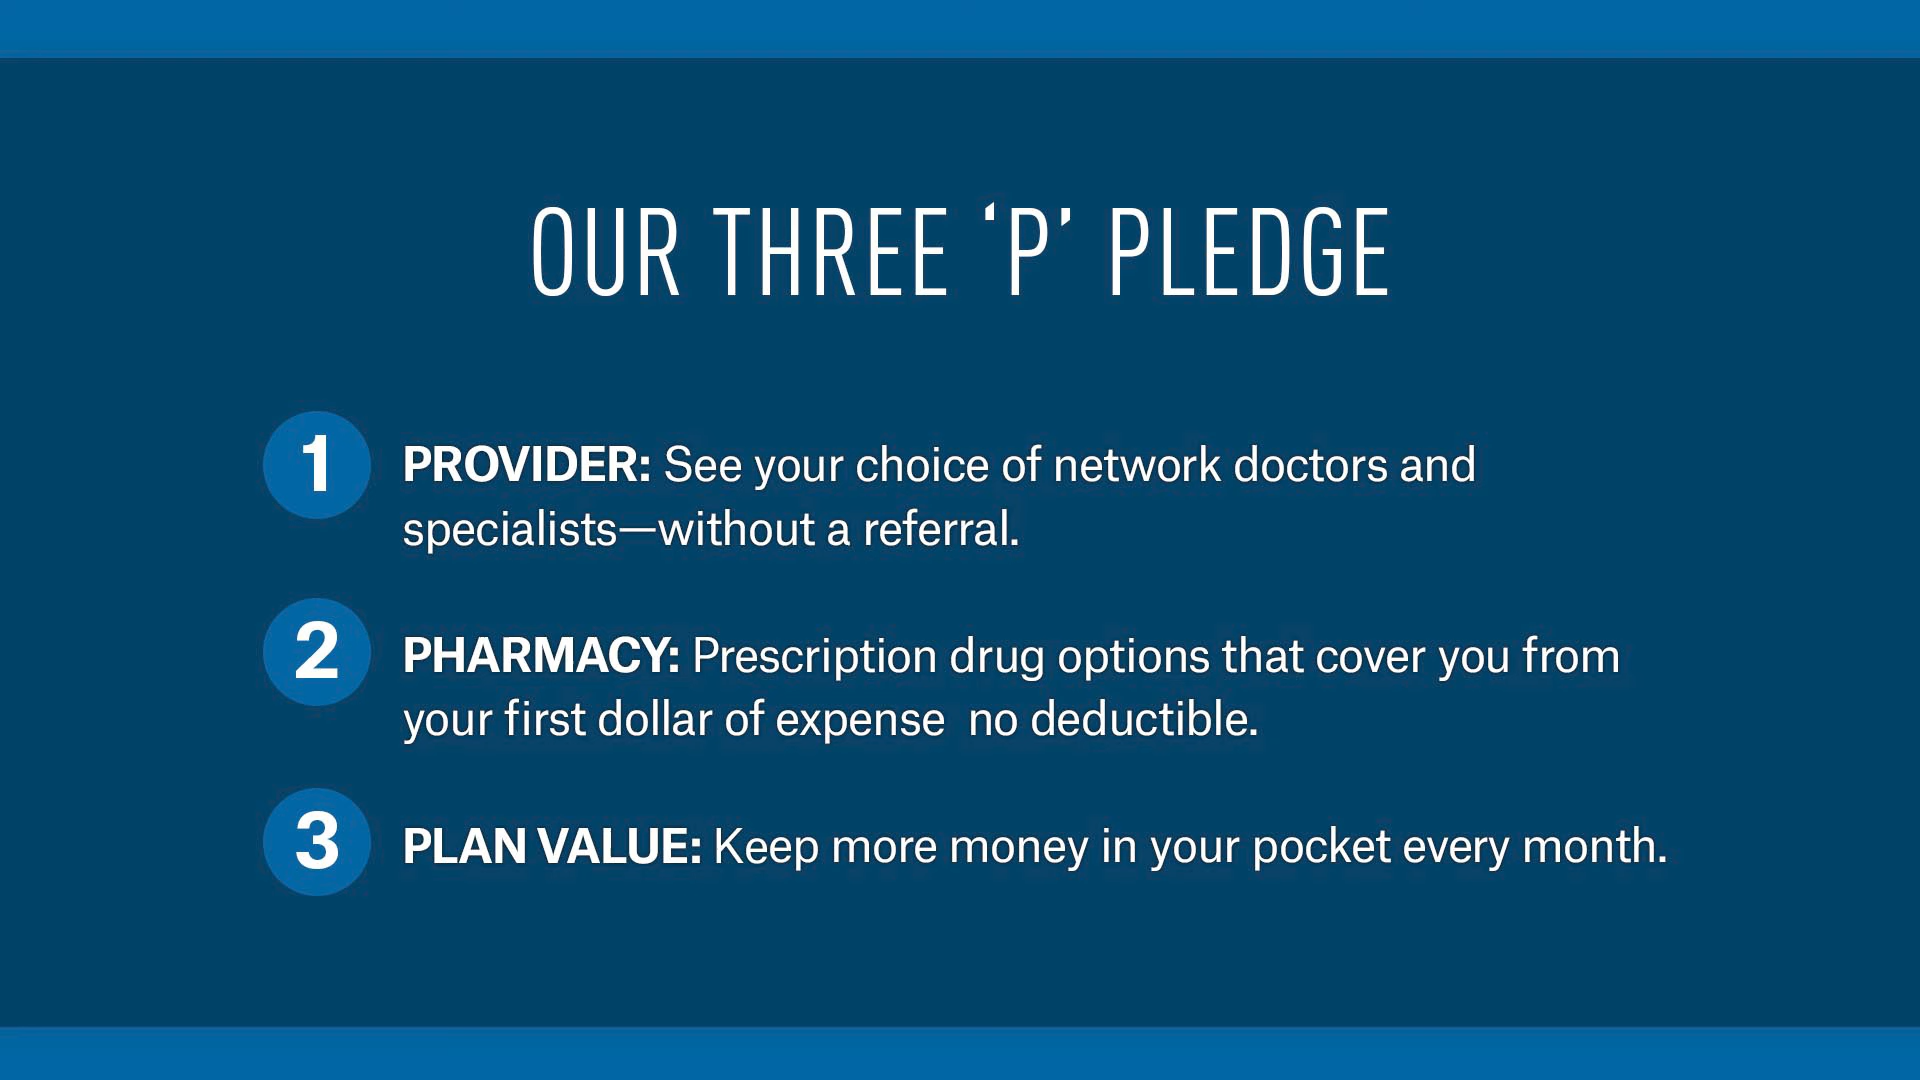 OUR THREE ‘P’ PLEDGE
1 PROVIDER: See your choice of network doctors and
specialists—without a referral.
2 PHARMACY: Prescription drug options that cover you from
your first dollar of expense  no deductible.
3 PLAN VALUE: Keep more money in your pocket every month.